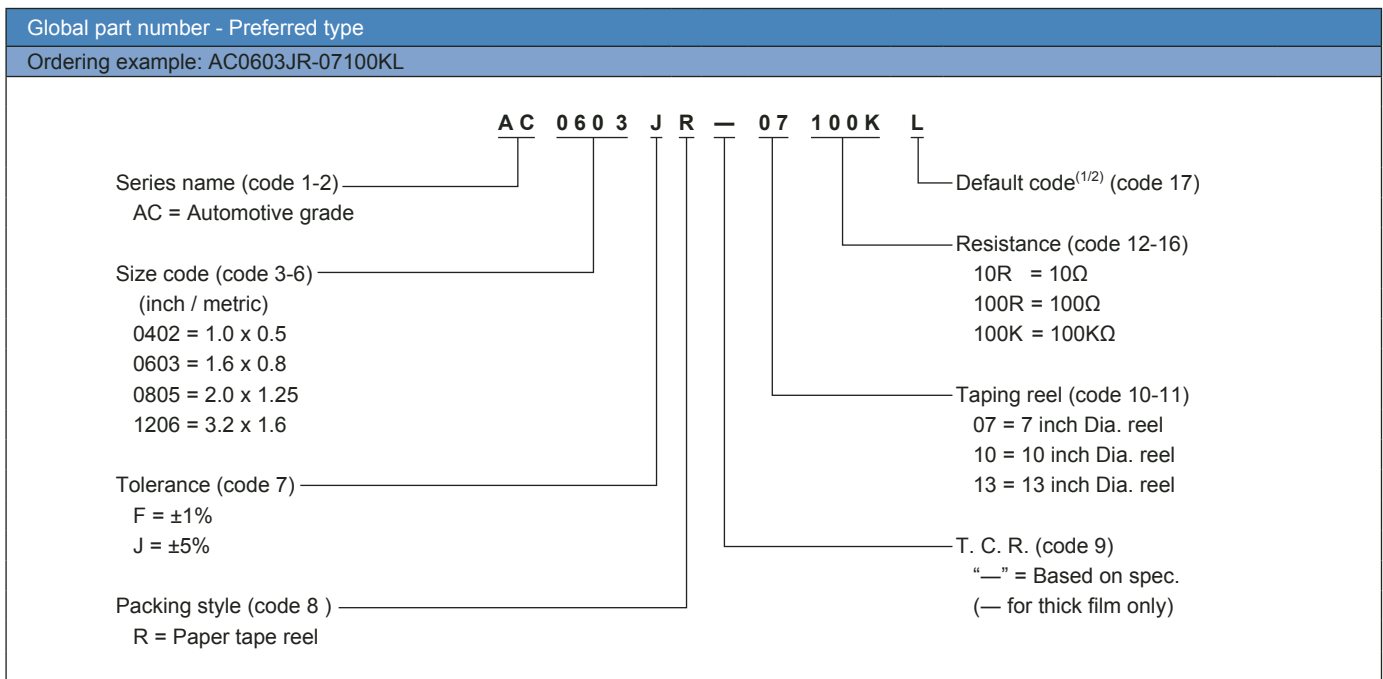 Global part number - Preferred type
Ordering example: AC0603JR-07100KL
A C 0 6 0 3 J R — 0 7 1 0 0 K L
Series name (code 1-2)
AC = Automotive grade
Size code (code 3-6)
(inch / metric)
0402 = 1.0 x 0.5
0603 = 1.6 x 0.8
0805 = 2.0 x 1.25
1206 = 3.2 x 1.6
Tolerance (code 7)
F = ±1%
J = ±5%
Packing style (code 8 )
R = Paper tape reel
Default code(1/2) (code 17)
Resistance (code 12-16)
10R = 10Ω
100R = 100Ω
100K = 100KΩ
Taping reel (code 10-11)
07 = 7 inch Dia. reel
10 = 10 inch Dia. reel
13 = 13 inch Dia. reel
T. C. R. (code 9)
“—” = Based on spec.
(— for thick film only)